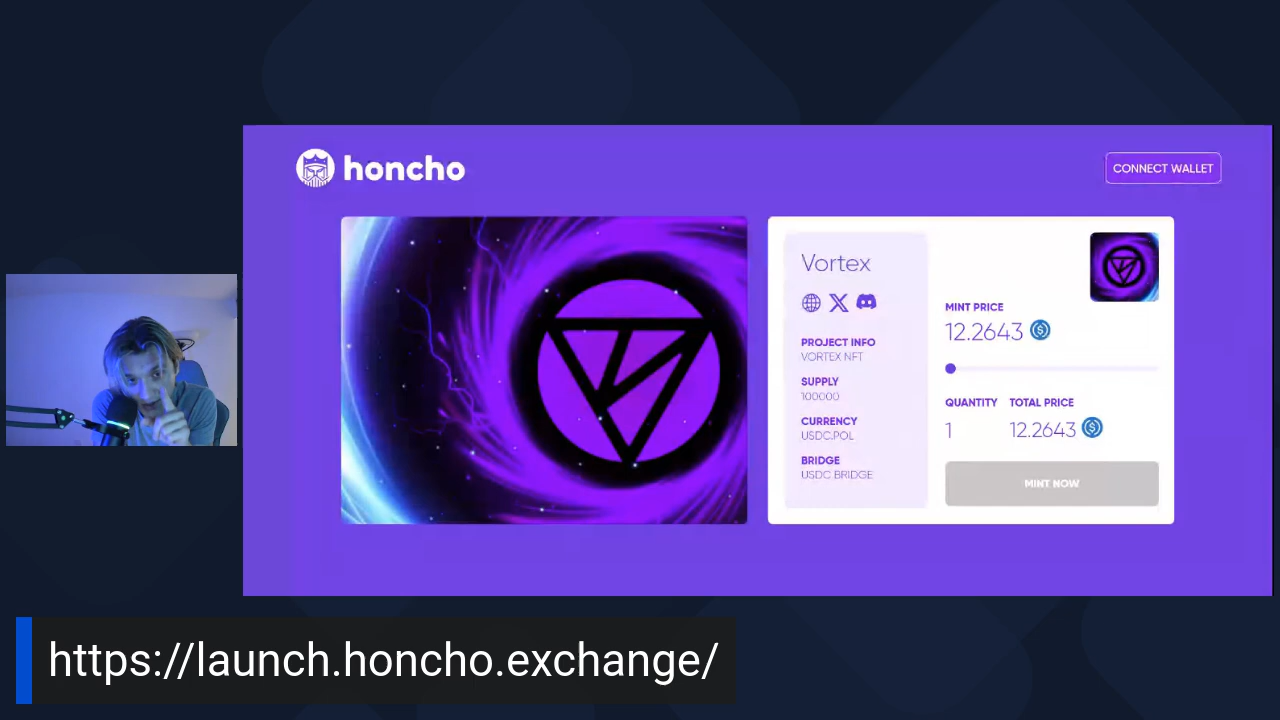 honcho
CONNECT WALLET
Vortex
PROJECT INFO
VORTEX NFT
SUPPLY
100000
CURRENCY
USDC.POL
BRIDGE
USDC BRIDGE
MINT PRICE
12.2643
QUANTITY TOTAL PRICE
1 12.2643
MINT NOW
https://launch.honcho.exchange/